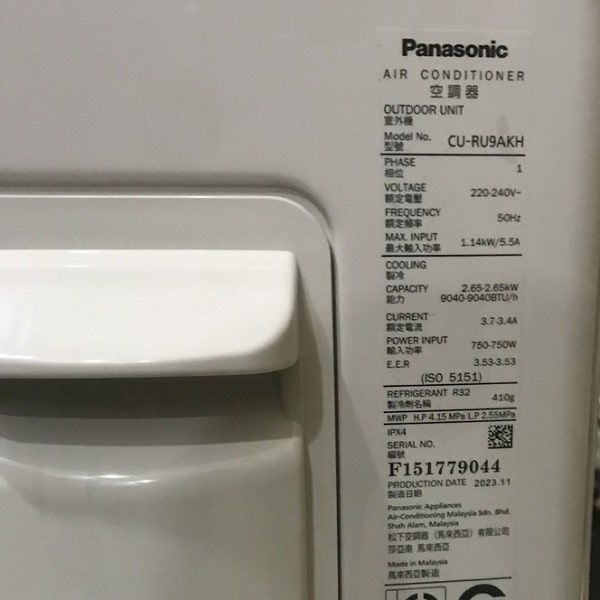 Panasonic
AIR CONDITIONER
空調器
OUTDOOR UNIT
室外機
Model No. CU-RU9AKH
型號
PHASE 1
相位
VOLTAGE 220-240V~
額定電壓
FREQUENCY 50Hz
額定頻率
MAX. INPUT 1.14kW/5.5A
最大輸入功率
COOLING
製冷
CAPACITY 2.65-2.65kW
能力 9040-9040BTU/h
CURRENT 3.7-3.4A
額定電流
POWER INPUT 750-750W
輸入功率
E.E.R 3.53-3.53
(ISO 5151)
REFRIGERANT R32 410g
製冷劑名稱
MWP H.P 4.15 MPa L.P 2.55MPa
IPX4
SERIAL NO.
編號
F151779044
PRODUCTION DATE 2023.11
製造日期
Panasonic Appliances
Air-Conditioning Malaysia Sdn. Bhd.
Shah Alam, Malaysia
松下空調器（馬來西亞）有限公司
莎亞南 馬來西亞
Made in Malaysia
馬來西亞製造